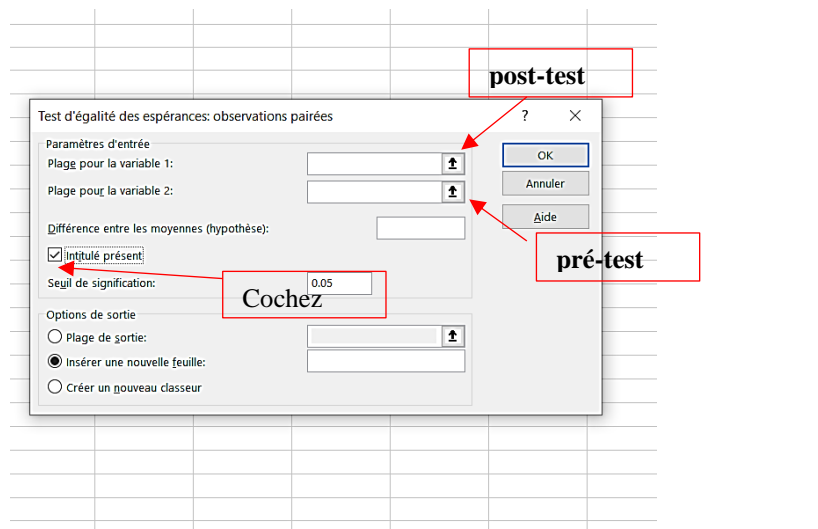 post-test
Test d'égalité des espérances: observations pairées
?
Paramètres d'entrée
Plage pour la variable 1:
OK
Plage pour la variable 2:
Annuler
Aide
Différence entre les moyennes (hypothèse):
pré-test
Intitulé présent
Seuil de signification:
0.05
Cochez
Options de sortie
Plage de sortie:
Insérer une nouvelle feuille:
Créer un nouveau classeur